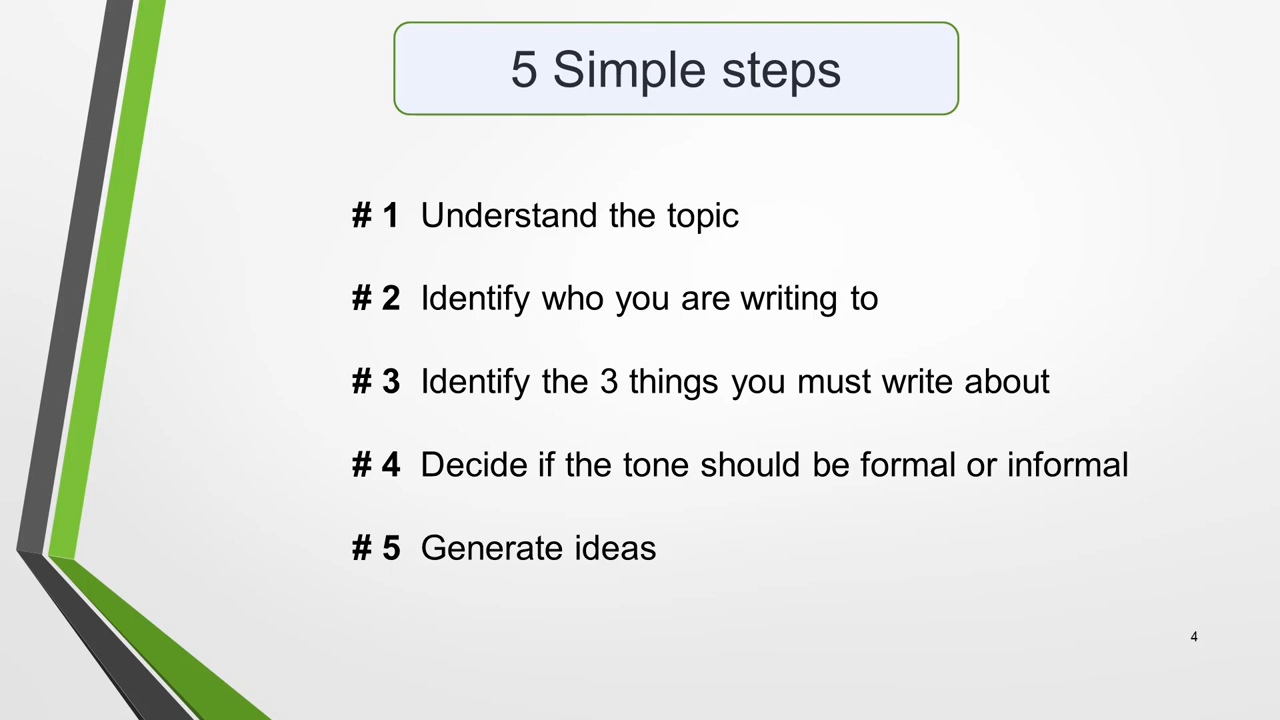 5 Simple steps
# 1 Understand the topic
# 2 Identify who you are writing to
# 3 Identify the 3 things you must write about
# 4 Decide if the tone should be formal or informal
# 5 Generate ideas
4